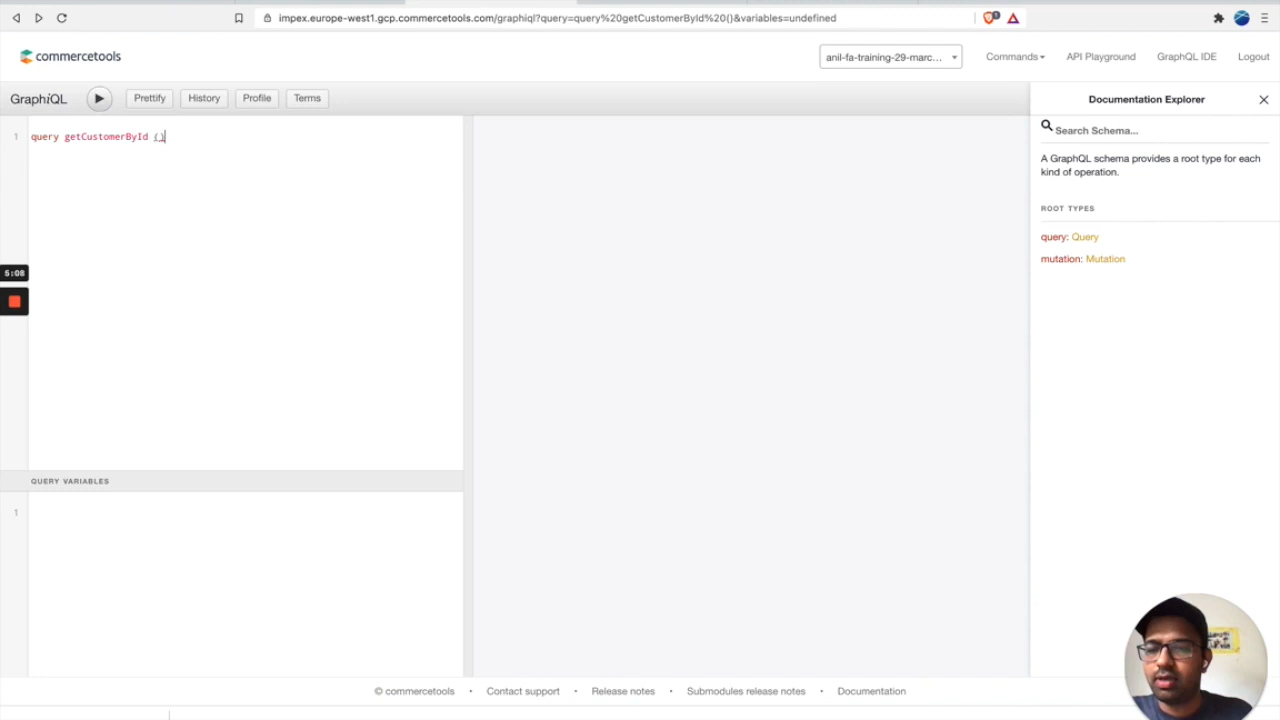 impex.europe-west1.gcp.commercetools.com/graphiql?query=query%20getCustomerById%20()&variables=undefined
commercetools
anil-fa-training-29-marc...
Commands
API Playground
GraphQL IDE
Logout
GraphiQL
Prettify
History
Profile
Terms
Documentation Explorer
1
query getCustomerById ()
Search Schema...
A GraphQL schema provides a root type for each
kind of operation.
ROOT TYPES
query: Query
mutation: Mutation
5:08
QUERY VARIABLES
1
© commercetools • Contact support • Release notes • Submodules release notes • Documentation